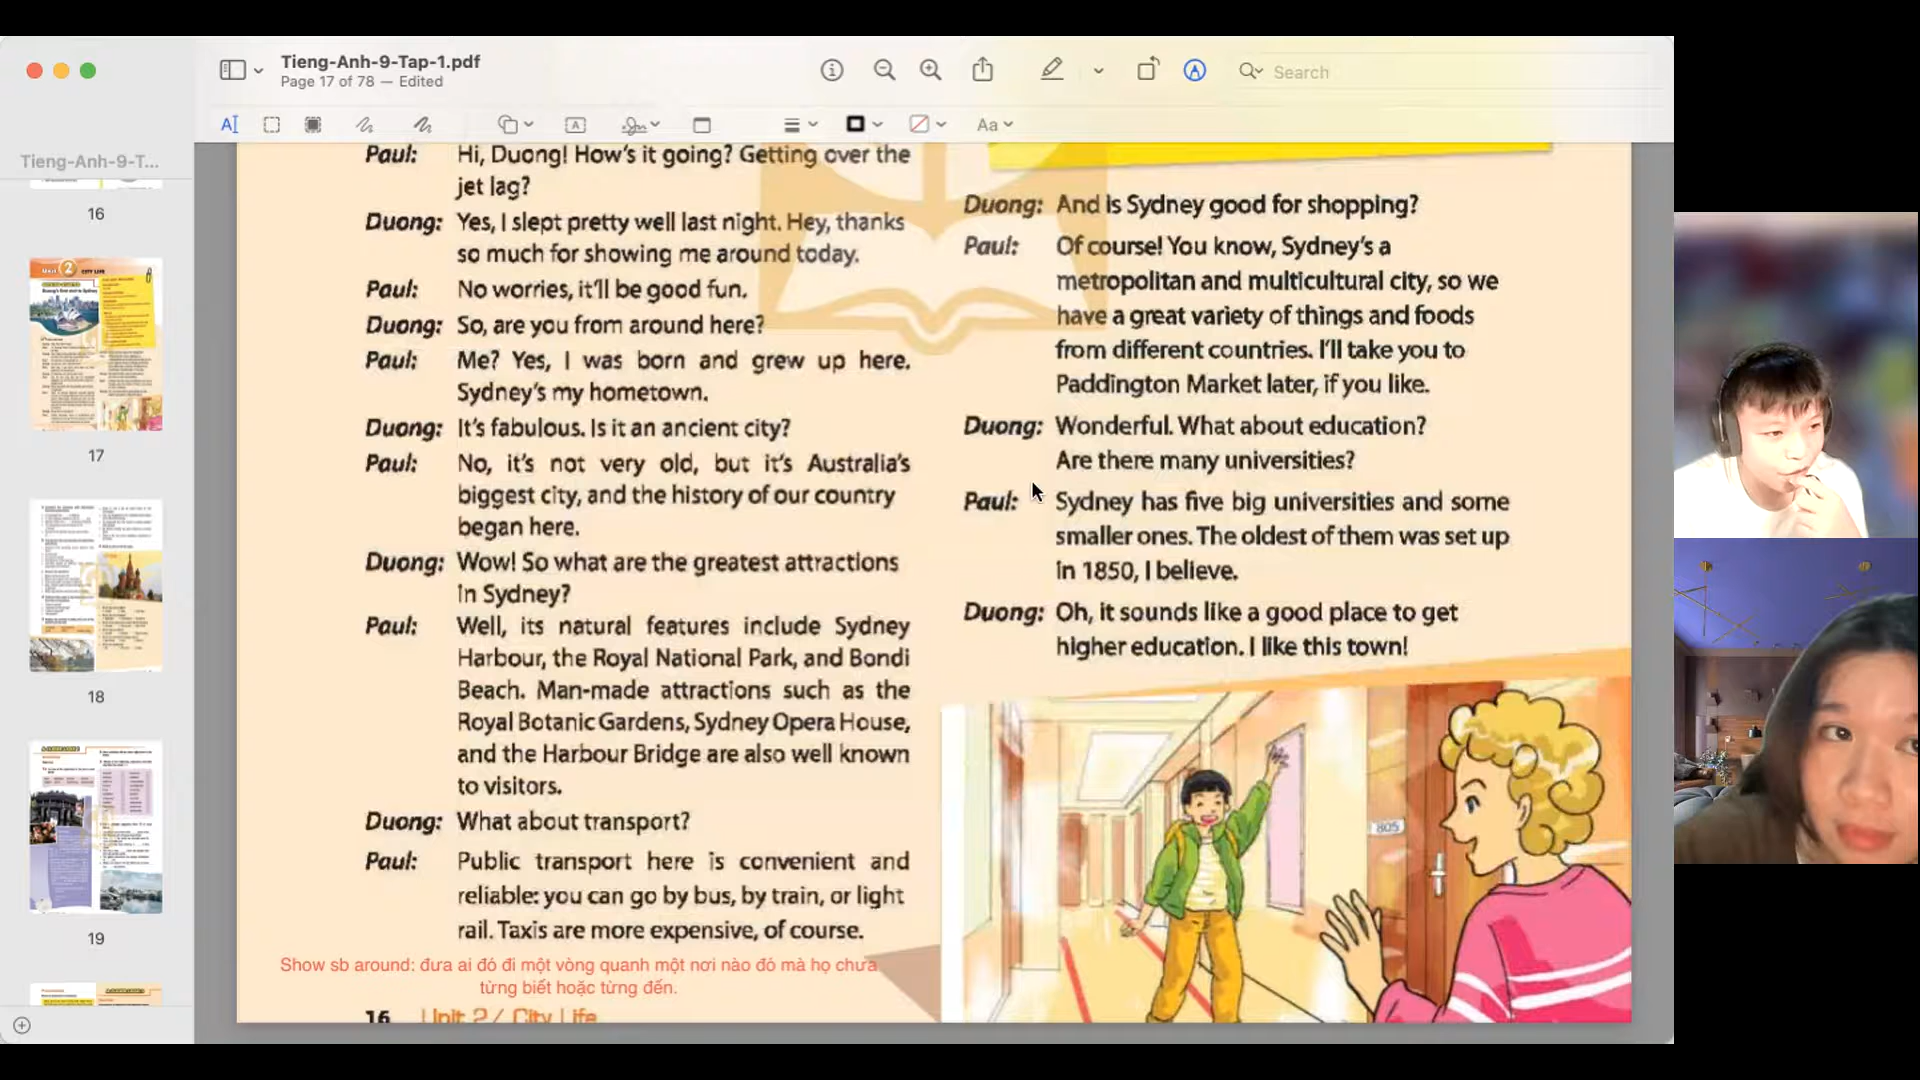 Tieng-Anh-9-Tap-1.pdf
Page 17 of 78 — Edited
Search
Aa
Tieng-Anh-9-T...
16
17
18
19
Paul: Hi, Duong! How's it going? Getting over the
jet lag?
Duong: Yes, I slept pretty well last night. Hey, thanks
so much for showing me around today.
Paul: No worries, it'll be good fun.
Duong: So, are you from around here?
Paul: Me? Yes, I was born and grew up here.
Sydney's my hometown.
Duong: It's fabulous. Is it an ancient city?
Paul: No, it's not very old, but it's Australia's
biggest city, and the history of our country
began here.
Duong: Wow! So what are the greatest attractions
in Sydney?
Paul: Well, its natural features include Sydney
Harbour, the Royal National Park, and Bondi
Beach. Man-made attractions such as the
Royal Botanic Gardens, Sydney Opera House,
and the Harbour Bridge are also well known
to visitors.
Duong: What about transport?
Paul: Public transport here is convenient and
reliable: you can go by bus, by train, or light
rail. Taxis are more expensive, of course.
Show sb around: đưa ai đó đi một vòng quanh một nơi nào đó mà họ chưa
từng biết hoặc từng đến.
16 Unit 2/ City Life
Duong: And is Sydney good for shopping?
Paul: Of course! You know, Sydney's a
metropolitan and multicultural city, so we
have a great variety of things and foods
from different countries. I'll take you to
Paddington Market later, if you like.
Duong: Wonderful. What about education?
Are there many universities?
Paul: Sydney has five big universities and some
smaller ones. The oldest of them was set up
in 1850, I believe.
Duong: Oh, it sounds like a good place to get
higher education. I like this town!
805